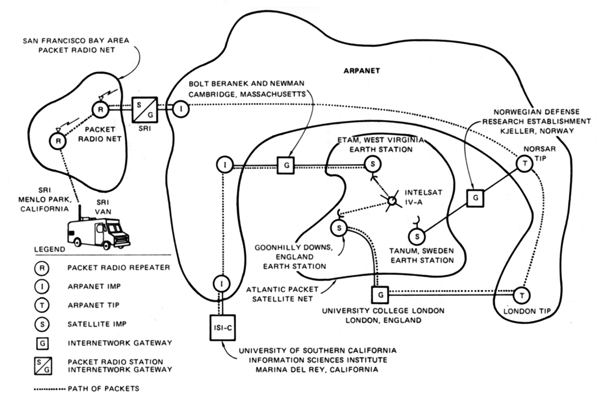 SAN FRANCISCO BAY AREA
PACKET RADIO NET
ARPANET
BOLT BERANEK AND NEWMAN
CAMBRIDGE, MASSACHUSETTS
NORWEGIAN DEFENSE
RESEARCH ESTABLISHMENT
KJELLER, NORWAY
R
S/G
I
SRI
R
PACKET
RADIO NET
ETAM, WEST VIRGINIA
EARTH STATION
NORSAR
TIP
I
G
S
T
INTELSAT
IV-A
G
SRI
MENLO PARK,
CALIFORNIA
SRI
VAN
S
S
GOONHILLY DOWNS,
ENGLAND
EARTH STATION
TANUM, SWEDEN
EARTH STATION
I
ATLANTIC PACKET
SATELLITE NET
G
T
UNIVERSITY COLLEGE LONDON
LONDON, ENGLAND
LONDON TIP
ISI-C
UNIVERSITY OF SOUTHERN CALIFORNIA
INFORMATION SCIENCES INSTITUTE
MARINA DEL REY, CALIFORNIA
LEGEND
R PACKET RADIO REPEATER
I ARPANET IMP
T ARPANET TIP
S SATELLITE IMP
G INTERNETWORK GATEWAY
S/G PACKET RADIO STATION
INTERNETWORK GATEWAY
PATH OF PACKETS